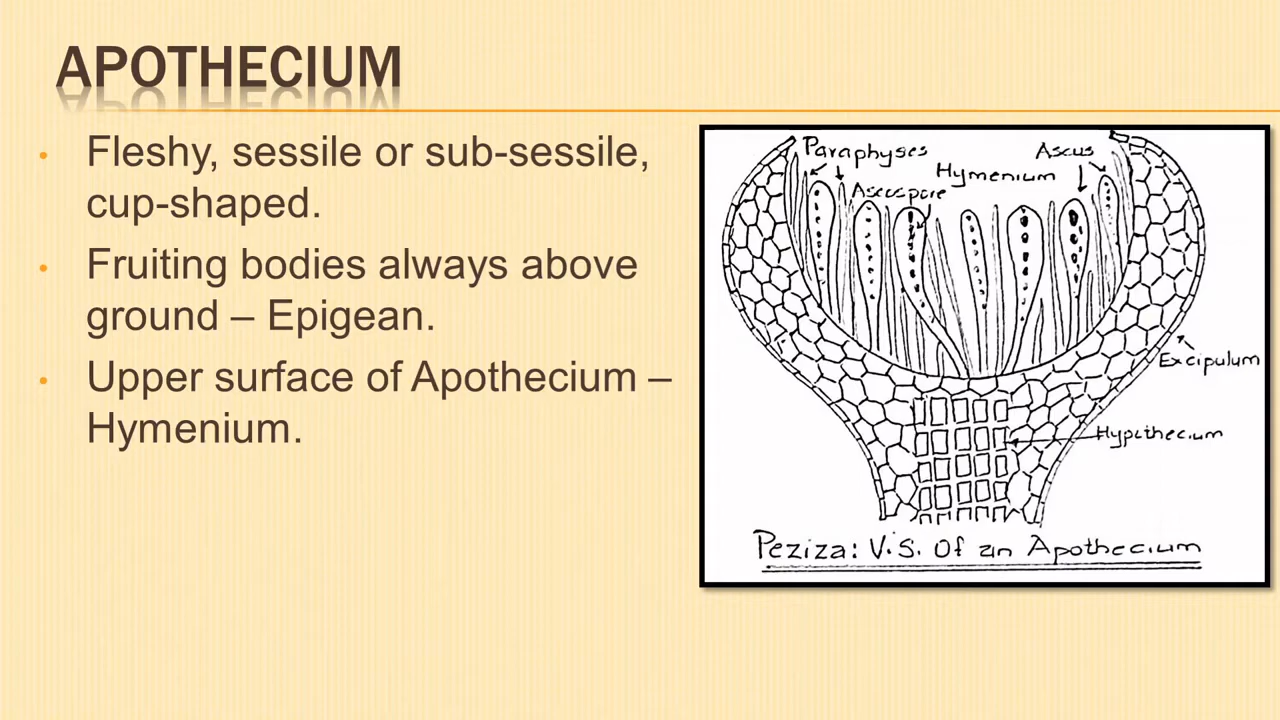 APOTHECIUM
• Fleshy, sessile or sub-sessile,
cup-shaped.
• Fruiting bodies always above
ground – Epigean.
• Upper surface of Apothecium –
Hymenium.
Paraphyses
Ascus
Hymenium
Ascospore
Excipulum
Hypothecium
Peziza: V.S. Of an Apothecium